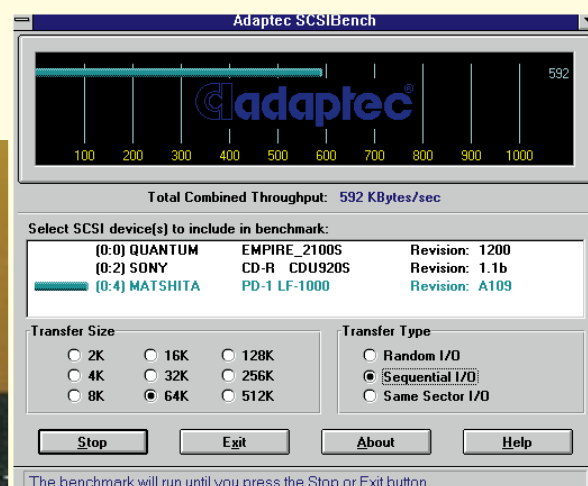 Adaptec SCSIBench
592
adaptec®
100 200 300 400 500 600 700 800 900 1000
Total Combined Throughput: 592 KBytes/sec
Select SCSI device(s) to include in benchmark:
(0:0) QUANTUM EMPIRE_2100S Revision: 1200
(0:2) SONY CD-R CDU920S Revision: 1.1b
(0:4) MATSHITA PD-1 LF-1000 Revision: A109
Transfer Size
2K 16K 128K
4K 32K 256K
8K 64K 512K
Transfer Type
Random I/O
Sequential I/O
Same Sector I/O
Stop Exit About Help
The benchmark will run until you press the Stop or Exit button